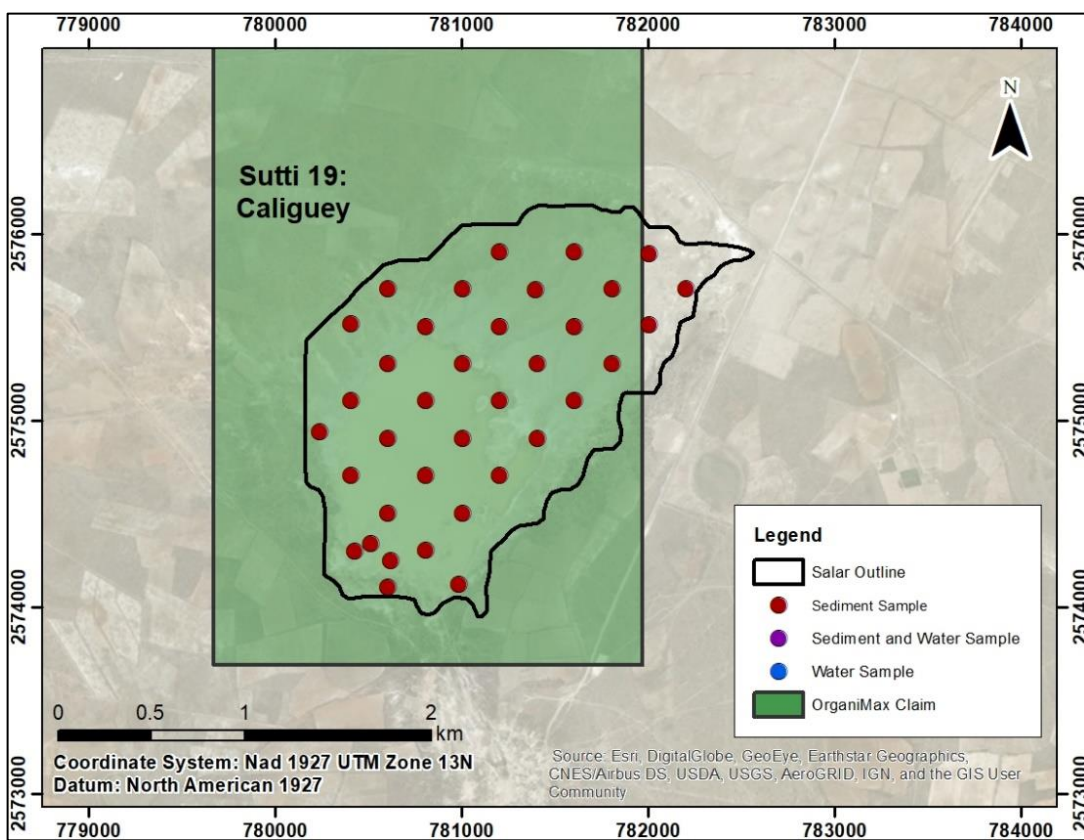 779000 780000 781000 782000 783000 784000
N
Sutti 19:
Caliguey
2576000
2576000
2575000
2575000
2574000
2574000
2573000
2573000
Legend
Salar Outline
Sediment Sample
Sediment and Water Sample
Water Sample
OrganiMax Claim
0 0.5 1 2
km
Coordinate System: Nad 1927 UTM Zone 13N
Datum: North American 1927
Source: Esri, DigitalGlobe, GeoEye, Earthstar Geographics,
CNES/Airbus DS, USDA, USGS, AeroGRID, IGN, and the GIS User
Community
779000 780000 781000 782000 783000 784000